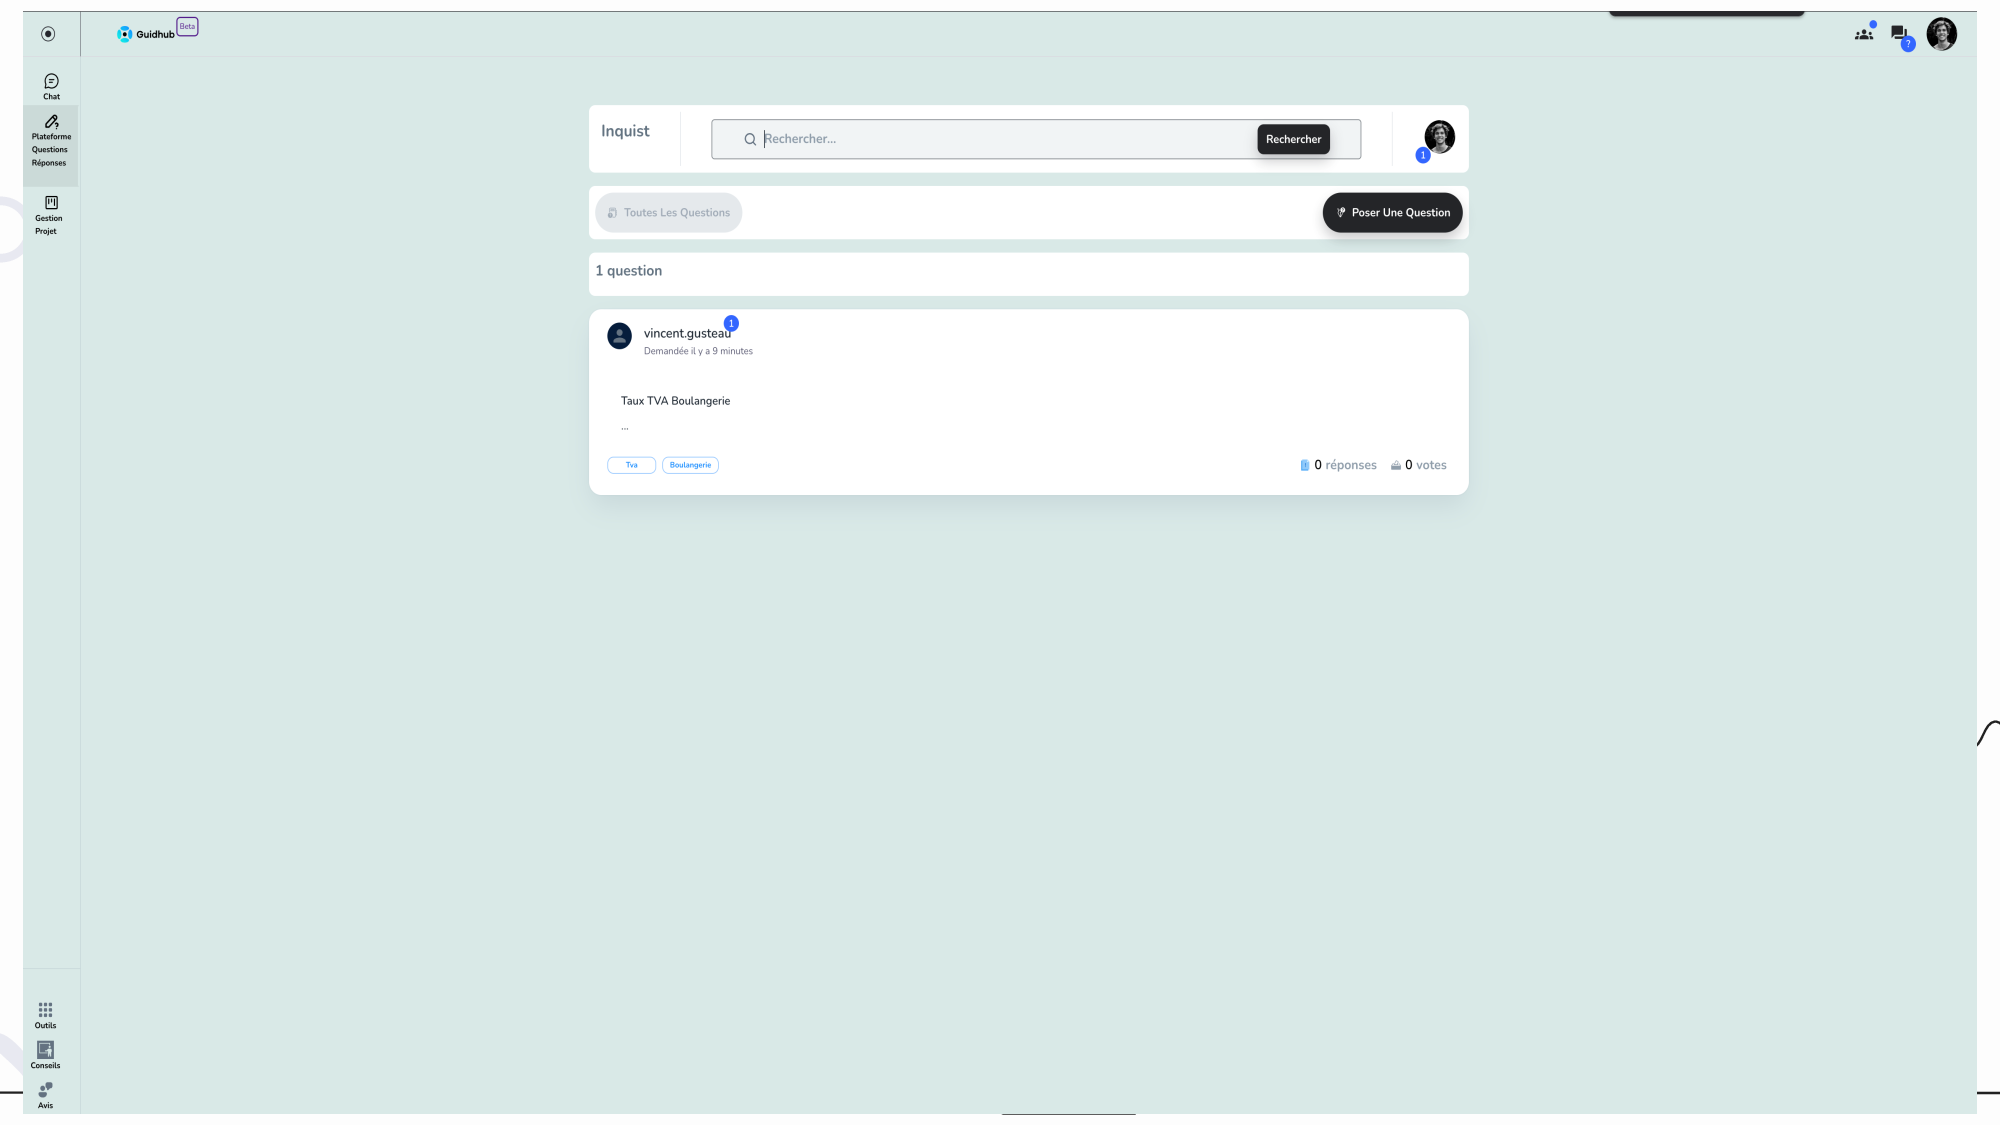 Guidhub
Beta
?
Chat
Plateforme
Questions
Réponses
Gestion
Projet
Inquist
Rechercher...
Rechercher
1
Toutes Les Questions
Poser Une Question
1 question
vincent.gusteau
1
Demandée il y a 9 minutes
Taux TVA Boulangerie
...
Tva
Boulangerie
0 réponses
0 votes
Outils
Conseils
Avis